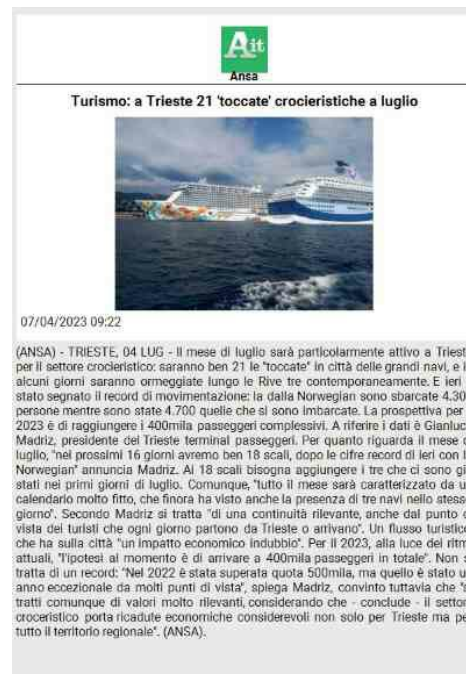 Ait
Ansa
Turismo: a Trieste 21 'toccate' crocieristiche a luglio
07/04/2023 09:22
(ANSA) - TRIESTE, 04 LUG - Il mese di luglio sarà particolarmente attivo a Triest
per il settore crocieristico: saranno ben 21 le "toccate" in città delle grandi navi, e i
alcuni giorni saranno ormeggiate lungo le Rive tre contemporaneamente. E ieri
stato segnato il record di movimentazione: la dalla Norwegian sono sbarcate 4.30
persone mentre sono state 4.700 quelle che si sono imbarcate. La prospettiva per
2023 è di raggiungere i 400mila passeggeri complessivi. A riferire i dati è Gianluc
Madriz, presidente del Trieste terminal passeggeri. Per quanto riguarda il mese d
luglio, "nei prossimi 16 giorni avremo ben 18 scali, dopo le cifre record di ieri con l
Norwegian" annuncia Madriz. Ai 18 scali bisogna aggiungere i tre che ci sono gi
stati nei primi giorni di luglio. Comunque, "tutto il mese sarà caratterizzato da u
calendario molto fitto, che finora ha visto anche la presenza di tre navi nello stess
giorno". Secondo Madriz si tratta "di una continuità rilevante, anche dal punto d
vista dei turisti che ogni giorno partono da Trieste o arrivano". Un flusso turistico
che ha sulla città "un impatto economico indubbio". Per il 2023, alla luce dei ritm
attuali, "l'ipotesi al momento è di arrivare a 400mila passeggeri in totale". Non s
tratta di un record: "Nel 2022 è stata superata quota 500mila, ma quello è stato u
anno eccezionale da molti punti di vista", spiega Madriz, convinto tuttavia che "s
tratti comunque di valori molto rilevanti, considerando che - conclude - il settor
croceristico porta ricadute economiche considerevoli non solo per Trieste ma pe
tutto il territorio regionale". (ANSA).